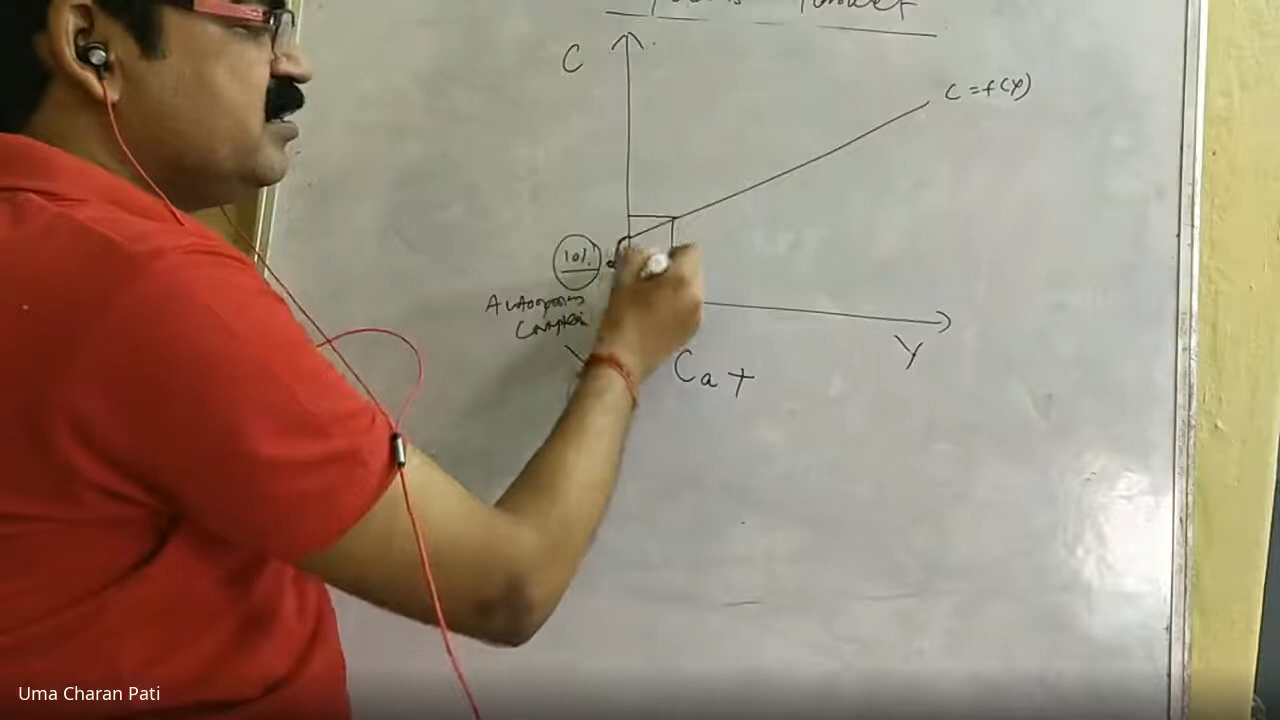 C
C = f(Y)
10%
Autonomous
Y
Ca +
Uma Charan Pati